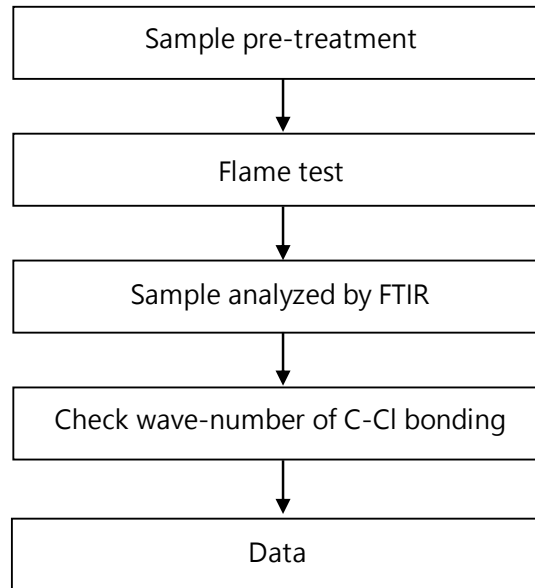 Sample pre-treatment
Flame test
Sample analyzed by FTIR
Check wave-number of C-Cl bonding
Data